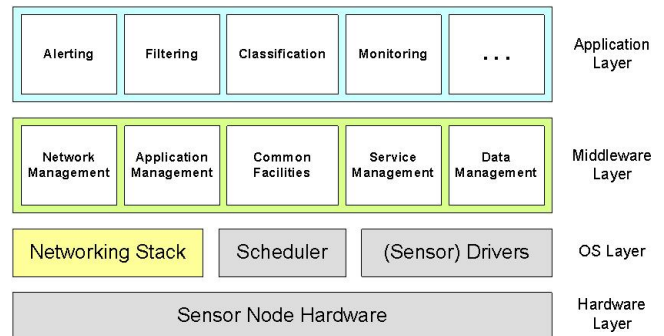 Alerting
Filtering
Classification
Monitoring
...
Application
Layer
Network
Management
Application
Management
Common
Facilities
Service
Management
Data
Management
Middleware
Layer
Networking Stack
Scheduler
(Sensor) Drivers
OS Layer
Sensor Node Hardware
Hardware
Layer